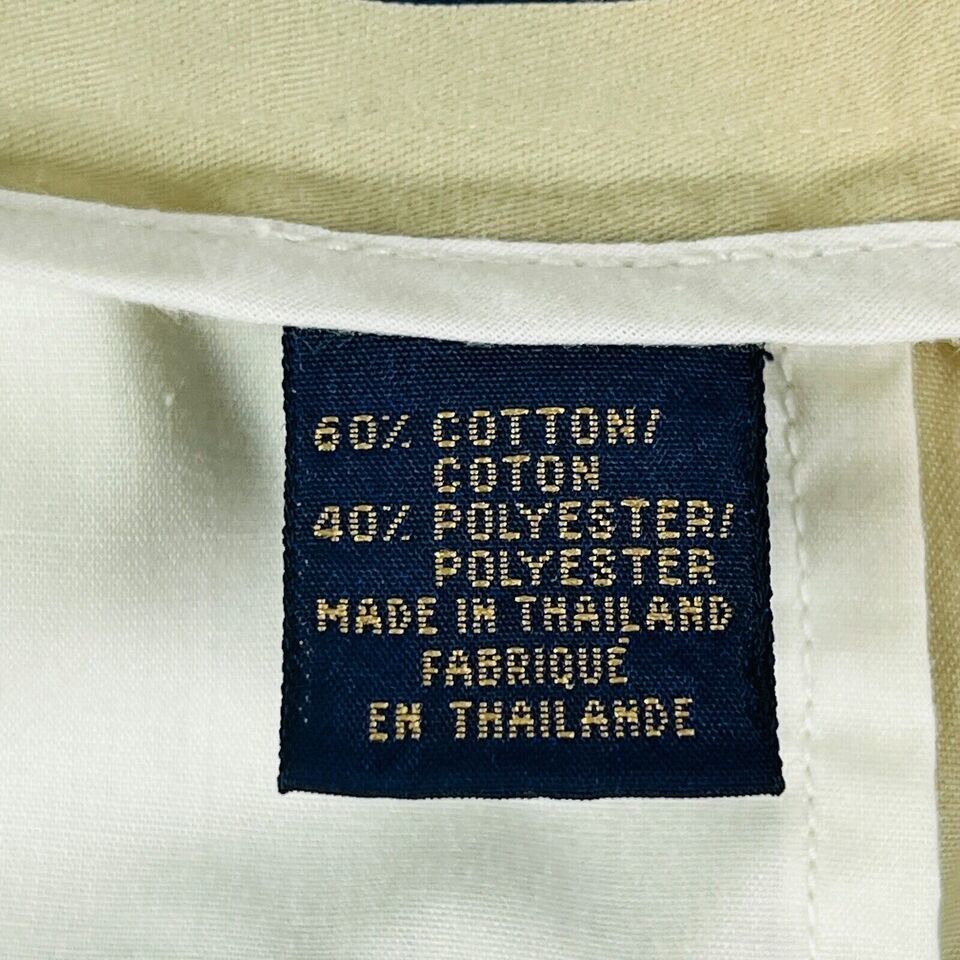 60% COTTON/
COTON
40% POLYESTER/
POLYESTER
MADE IN THAILAND
FABRIQUÉ
EN THAILANDE